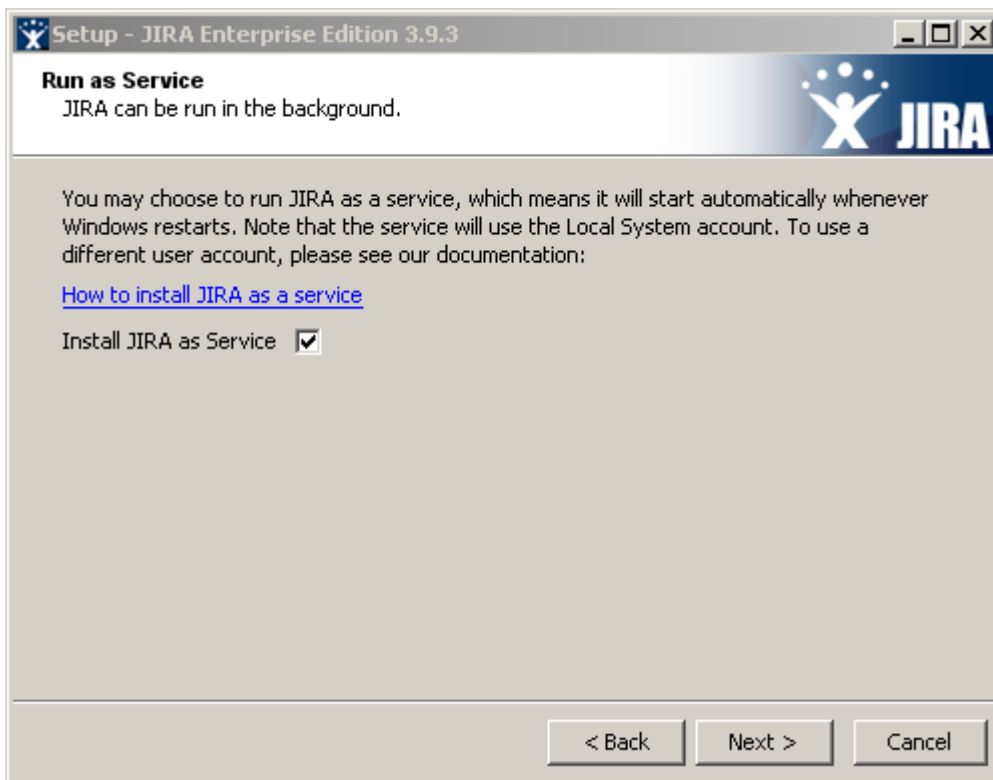 Setup - JIRA Enterprise Edition 3.9.3
Run as Service
JIRA can be run in the background.
JIRA
You may choose to run JIRA as a service, which means it will start automatically whenever
Windows restarts. Note that the service will use the Local System account. To use a
different user account, please see our documentation:
How to install JIRA as a service
Install JIRA as Service
< Back
Next >
Cancel